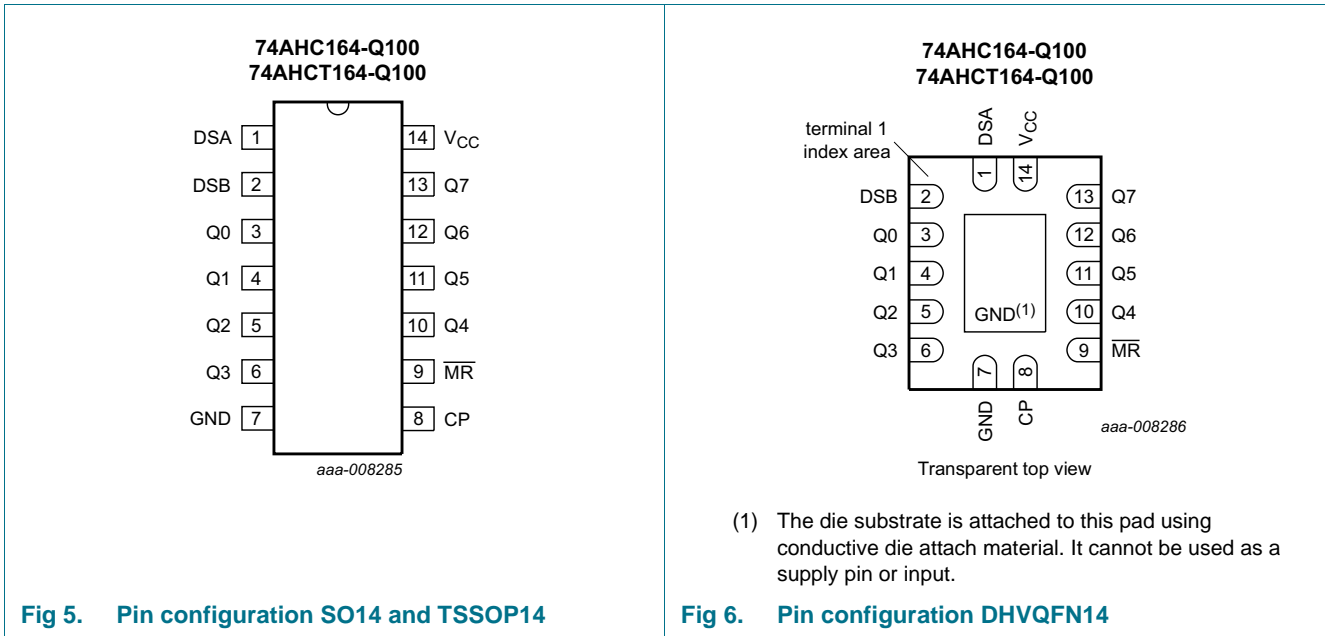 74AHC164-Q100
74AHCT164-Q100
DSA 1 14 VCC
DSB 2 13 Q7
Q0 3 12 Q6
Q1 4 11 Q5
Q2 5 10 Q4
Q3 6 9 MR
GND 7 8 CP
aaa-008285
Fig 5. Pin configuration SO14 and TSSOP14
74AHC164-Q100
74AHCT164-Q100
terminal 1
index area
DSA VCC
1 14
DSB 2 13 Q7
Q0 3 12 Q6
Q1 4 11 Q5
Q2 5 GND(1) 10 Q4
Q3 6 9 MR
7 8
GND CP
aaa-008286
Transparent top view
(1) The die substrate is attached to this pad using
conductive die attach material. It cannot be used as a
supply pin or input.
Fig 6. Pin configuration DHVQFN14